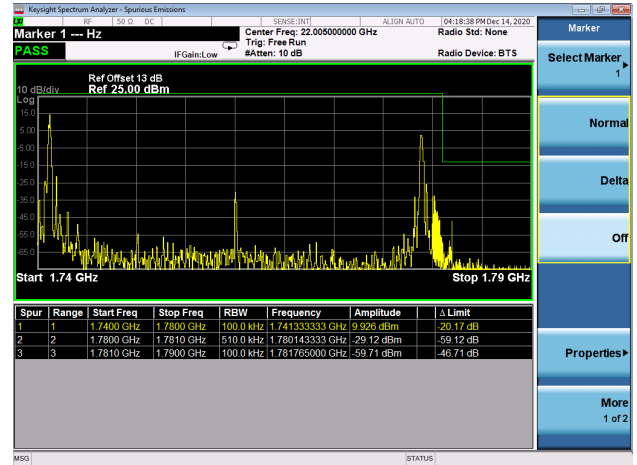 Keysight Spectrum Analyzer - Spurious Emissions
RF 50 Ω DC SENSE:INT ALIGN AUTO 04:18:38 PM Dec 14, 2020
Marker 1 --- Hz
Center Freq: 22.005000000 GHz
Radio Std: None
Trig: Free Run
PASS
IFGain:Low
#Atten: 10 dB
Radio Device: BTS
Ref Offset 13 dB
10 dB/div Ref 25.00 dBm
Log
15.0
5.00
-5.00
-15.0
-25.0
-35.0
-45.0
-55.0
-65.0
Start 1.74 GHz Stop 1.79 GHz
Spur Range Start Freq Stop Freq RBW Frequency Amplitude Δ Limit
1 1 1.7400 GHz 1.7800 GHz 100.0 kHz 1.741333333 GHz 9.926 dBm -20.17 dB
2 2 1.7800 GHz 1.7810 GHz 510.0 kHz 1.780143333 GHz -29.12 dBm -59.12 dB
3 3 1.7810 GHz 1.7900 GHz 100.0 kHz 1.781765000 GHz -59.71 dBm -46.71 dB
MSG STATUS
Marker
Select Marker
1
Normal
Delta
Off
Properties
More
1 of 2